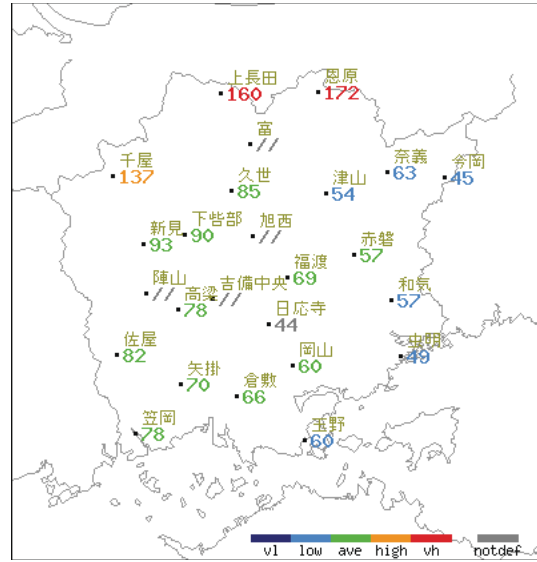 上長田
160
恩原
172
富
//
千屋
137
久世
85
津山
54
奈義
63
今岡
45
新見
93
下呰部
90
旭西
//
赤磐
57
福渡
69
陣山
//
高梁
78
吉備中央
//
日応寺
44
和気
57
佐屋
82
虫明
49
岡山
60
矢掛
70
倉敷
66
笠岡
78
玉野
60
vl low ave high vh notdef